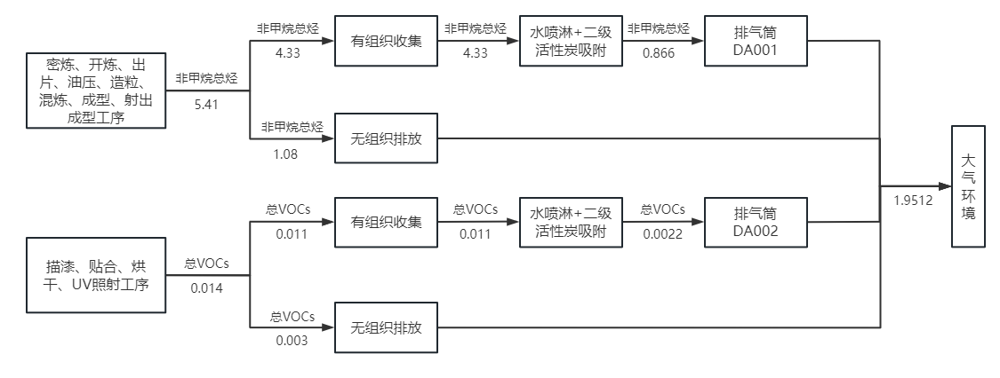 密炼、开炼、出
片、油压、造粒、
混炼、成型、射出
成型工序
非甲烷总烃
5.41
非甲烷总烃
4.33
有组织收集
非甲烷总烃
4.33
水喷淋+二级
活性炭吸附
非甲烷总烃
0.866
排气筒
DA001
非甲烷总烃
1.08
无组织排放
描漆、贴合、烘
干、UV照射工序
总VOCs
0.014
总VOCs
0.011
有组织收集
总VOCs
0.011
水喷淋+二级
活性炭吸附
总VOCs
0.0022
排气筒
DA002
总VOCs
0.003
无组织排放
1.9512
大
气
环
境